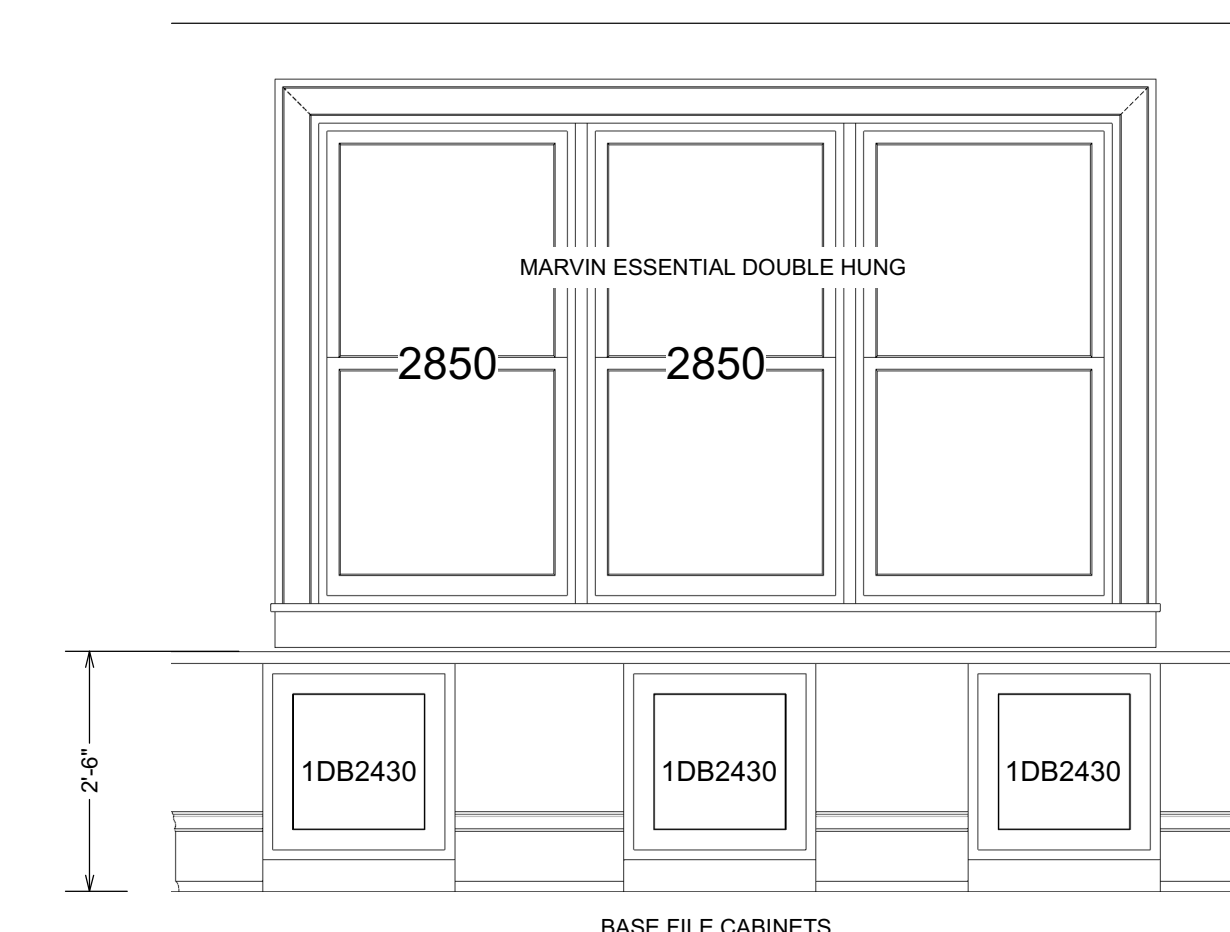 MARVIN ESSENTIAL DOUBLE HUNG
2850 2850
2'-6"
1DB2430 1DB2430 1DB2430
BASE FILE CABINETS